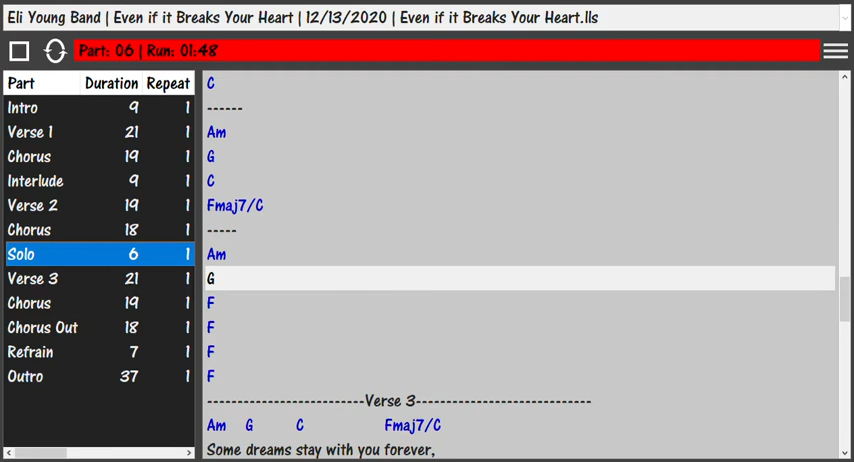 Eli Young Band | Even if it Breaks Your Heart | 12/13/2020 | Even if it Breaks Your Heart.lls
Part: 06 | Run: 01:48
Part Duration Repeat
Intro 9 1
Verse 1 21 1
Chorus 19 1
Interlude 9 1
Verse 2 19 1
Chorus 18 1
Solo 6 1
Verse 3 21 1
Chorus 19 1
Chorus Out 18 1
Refrain 7 1
Outro 37 1
C
------
Am
G
C
Fmaj7/C
-----
Am
G
F
F
F
F
--------------------------Verse 3-----------------------------
Am G C Fmaj7/C
Some dreams stay with you forever,